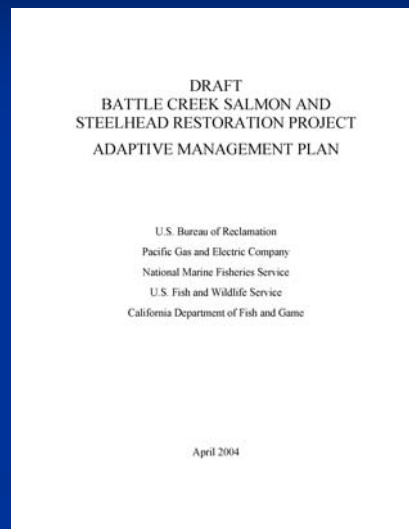 DRAFT
BATTLE CREEK SALMON AND
STEELHEAD RESTORATION PROJECT
ADAPTIVE MANAGEMENT PLAN
U.S. Bureau of Reclamation
Pacific Gas and Electric Company
National Marine Fisheries Service
U.S. Fish and Wildlife Service
California Department of Fish and Game
April 2004